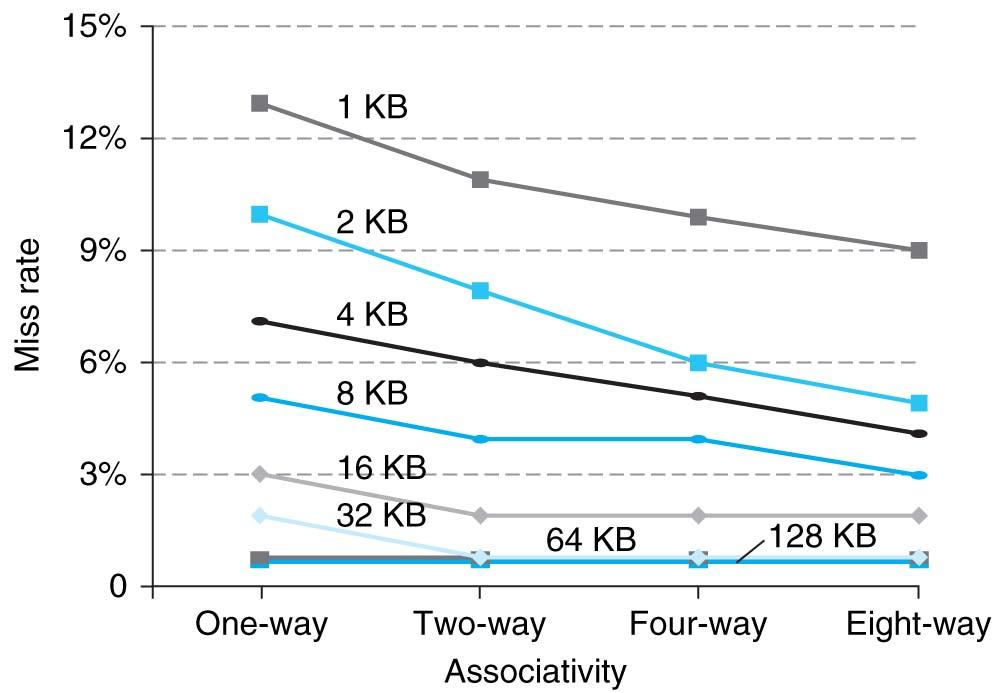 15%
1 KB
12%
2 KB
9%
4 KB
6%
8 KB
16 KB
3%
32 KB
64 KB
128 KB
0
Miss rate
One-way
Two-way
Four-way
Eight-way
Associativity